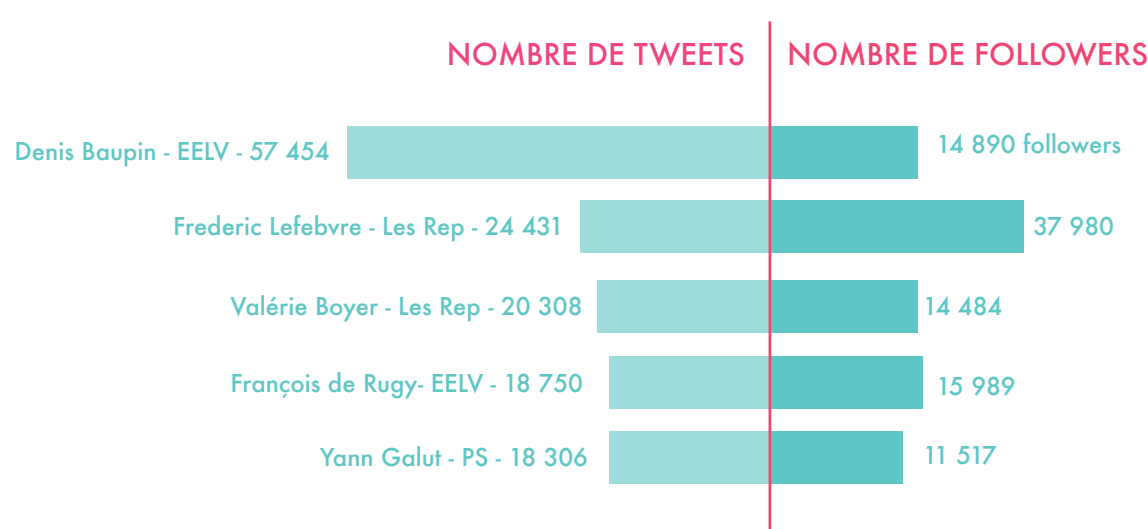 NOMBRE DE TWEETS NOMBRE DE FOLLOWERS
Denis Baupin - EELV - 57 454 14 890 followers
Frederic Lefebvre - Les Rep - 24 431 37 980
Valérie Boyer - Les Rep - 20 308 14 484
François de Rugy- EELV - 18 750 15 989
Yann Galut - PS - 18 306 11 517